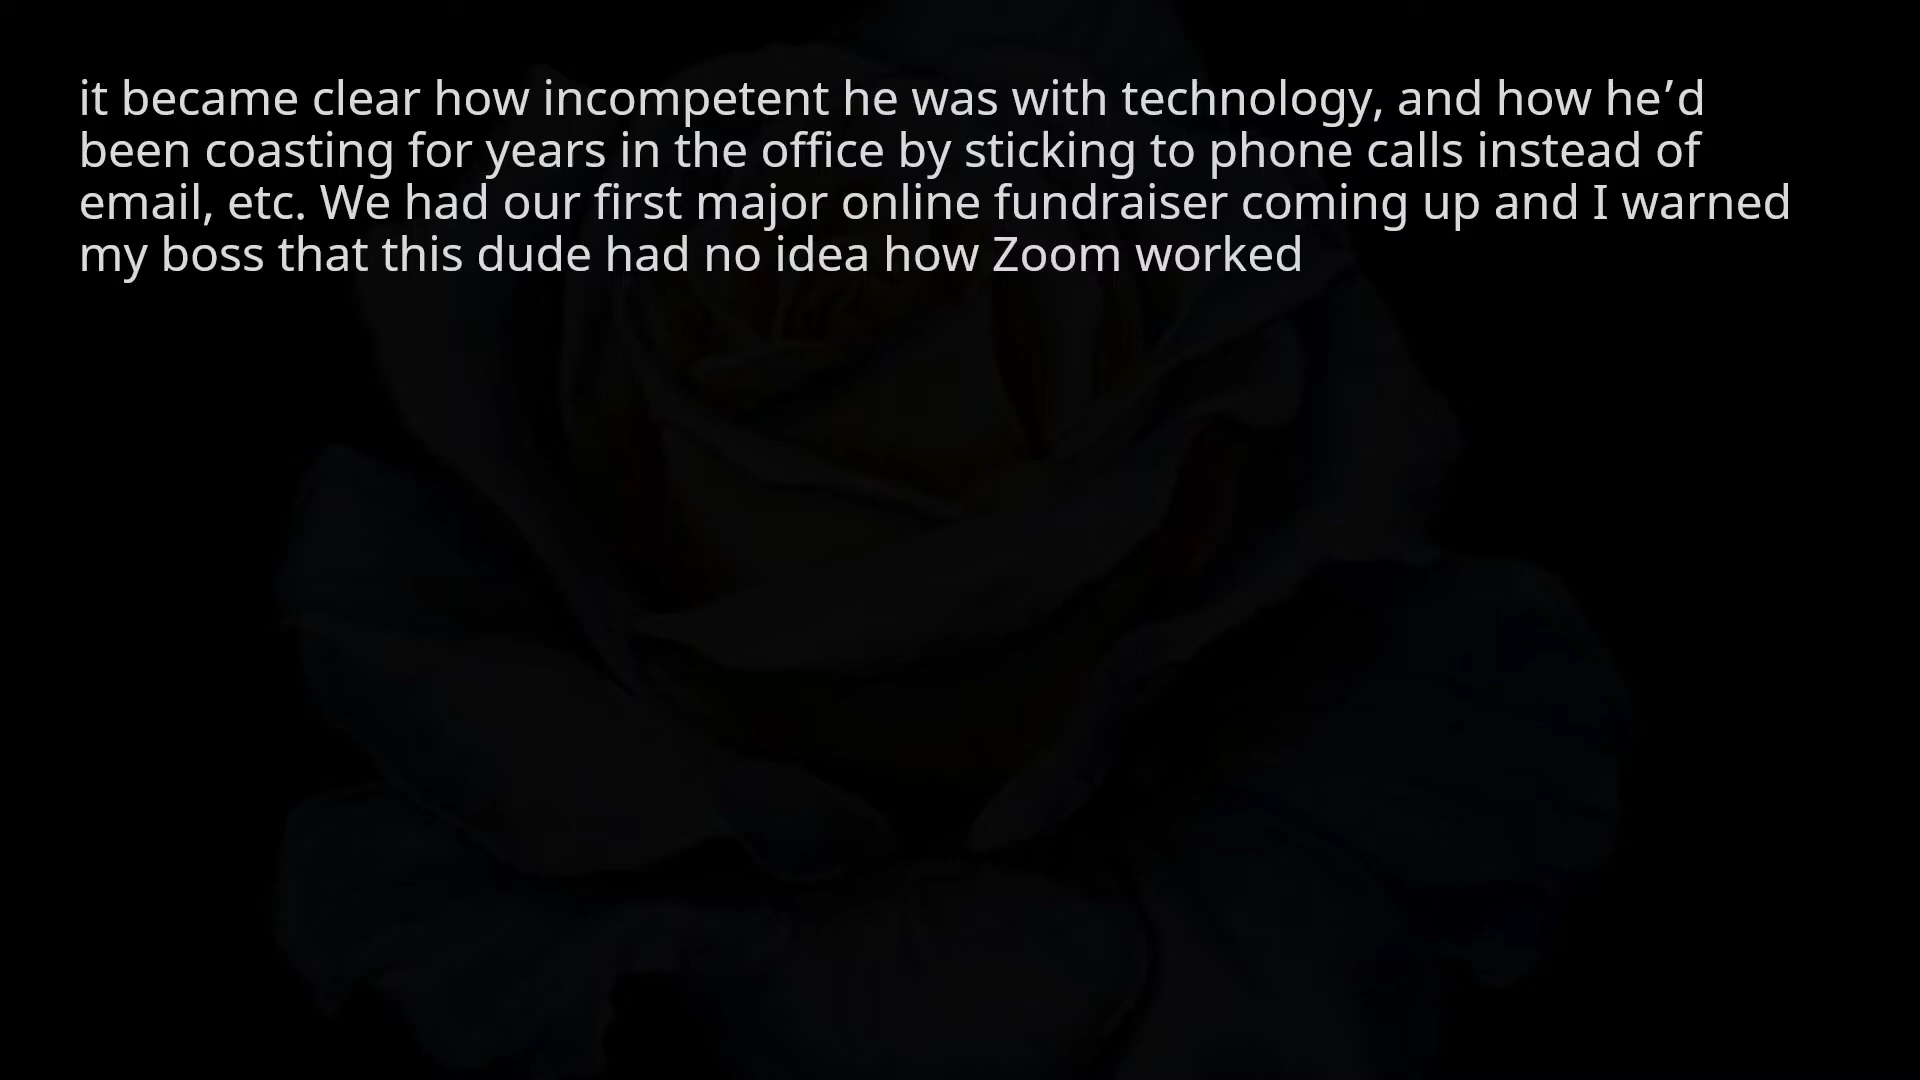 it became clear how incompetent he was with technology, and how he’d
been coasting for years in the office by sticking to phone calls instead of
email, etc. We had our first major online fundraiser coming up and I warned
my boss that this dude had no idea how Zoom worked